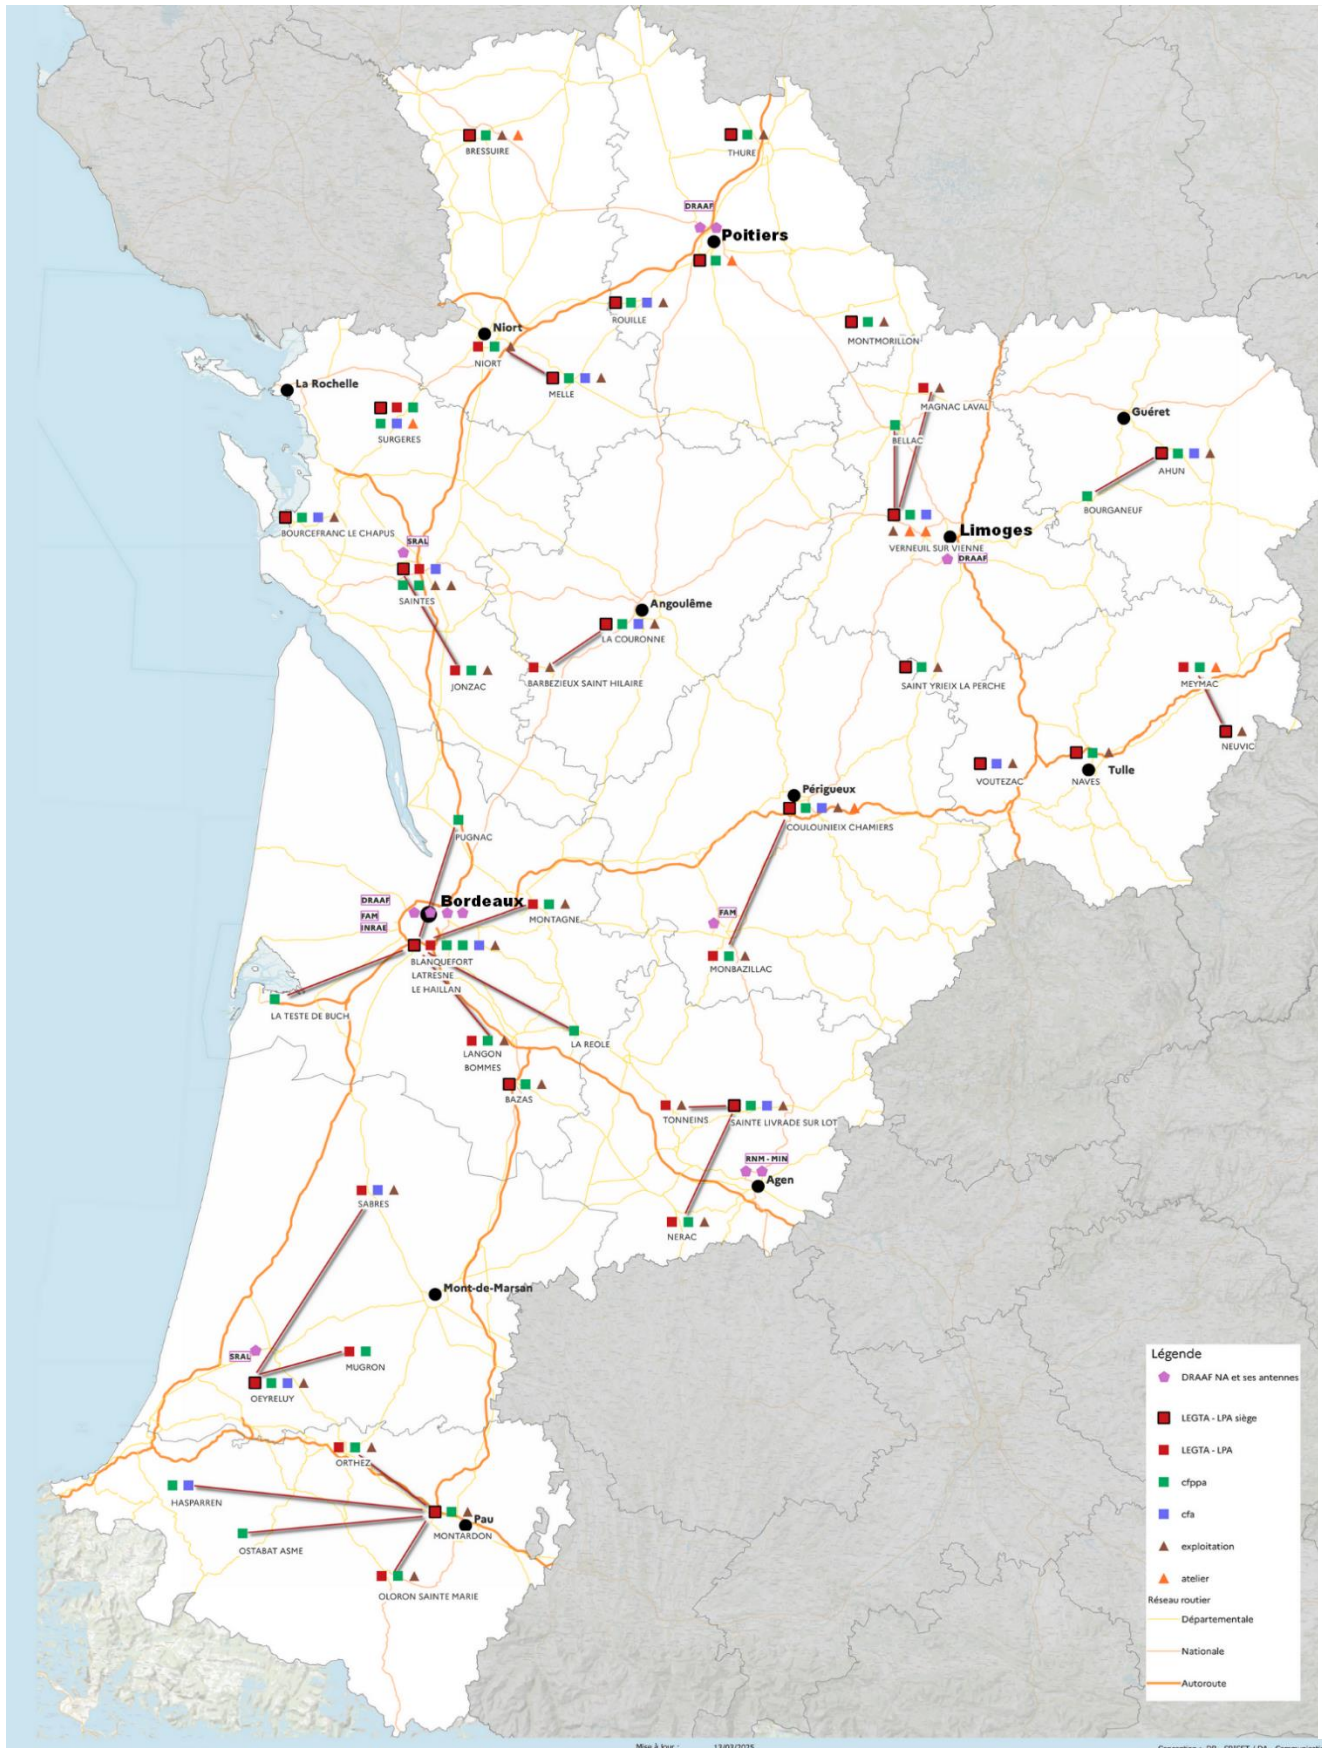 BRESSUIRE
THURE
DRAAF
Poitiers
ROUILLE
MONTMORILLON
Niort
NIORT
MELLE
La Rochelle
SURGERES
MAGNAC LAVAL
BELLAC
Guéret
AHUN
BOURGANEUF
BOURCEFRANC LE CHAPUS
Limoges
VERNEUIL SUR VIENNE
DRAAF
SRAL
SAINTES
Angoulême
LA COURONNE
BARBEZIEUX SAINT HILAIRE
JONZAC
SAINT YRIEIX LA PERCHE
MEYMAC
NEUVIC
VOUTEZAC
NAVES
Tulle
Périgueux
COULOUNIEIX CHAMIERS
PUGNAC
DRAAF
FAM
INRAE
Bordeaux
MONTAGNE
BLANQUEFORT
LATRESNE
LE HAILLAN
FAM
MONBAZILLAC
LA TESTE DE BUCH
LA REOLE
LANGON
BOMMES
BAZAS
TONNEINS
SAINTE LIVRADE SUR LOT
RNM - MIN
Agen
NERAC
SABRES
Mont-de-Marsan
SRAL
MUGRON
OEYRELUY
ORTHEZ
HASPARREN
Pau
MONTARDON
OSTABAT ASME
OLORON SAINTE MARIE
Légende
DRAAF NA et ses antennes
LEGTA - LPA siège
LEGTA - LPA
cfppa
cfa
exploitation
atelier
Réseau routier
Départementale
Nationale
Autoroute
Mise à jour : 13/03/2025